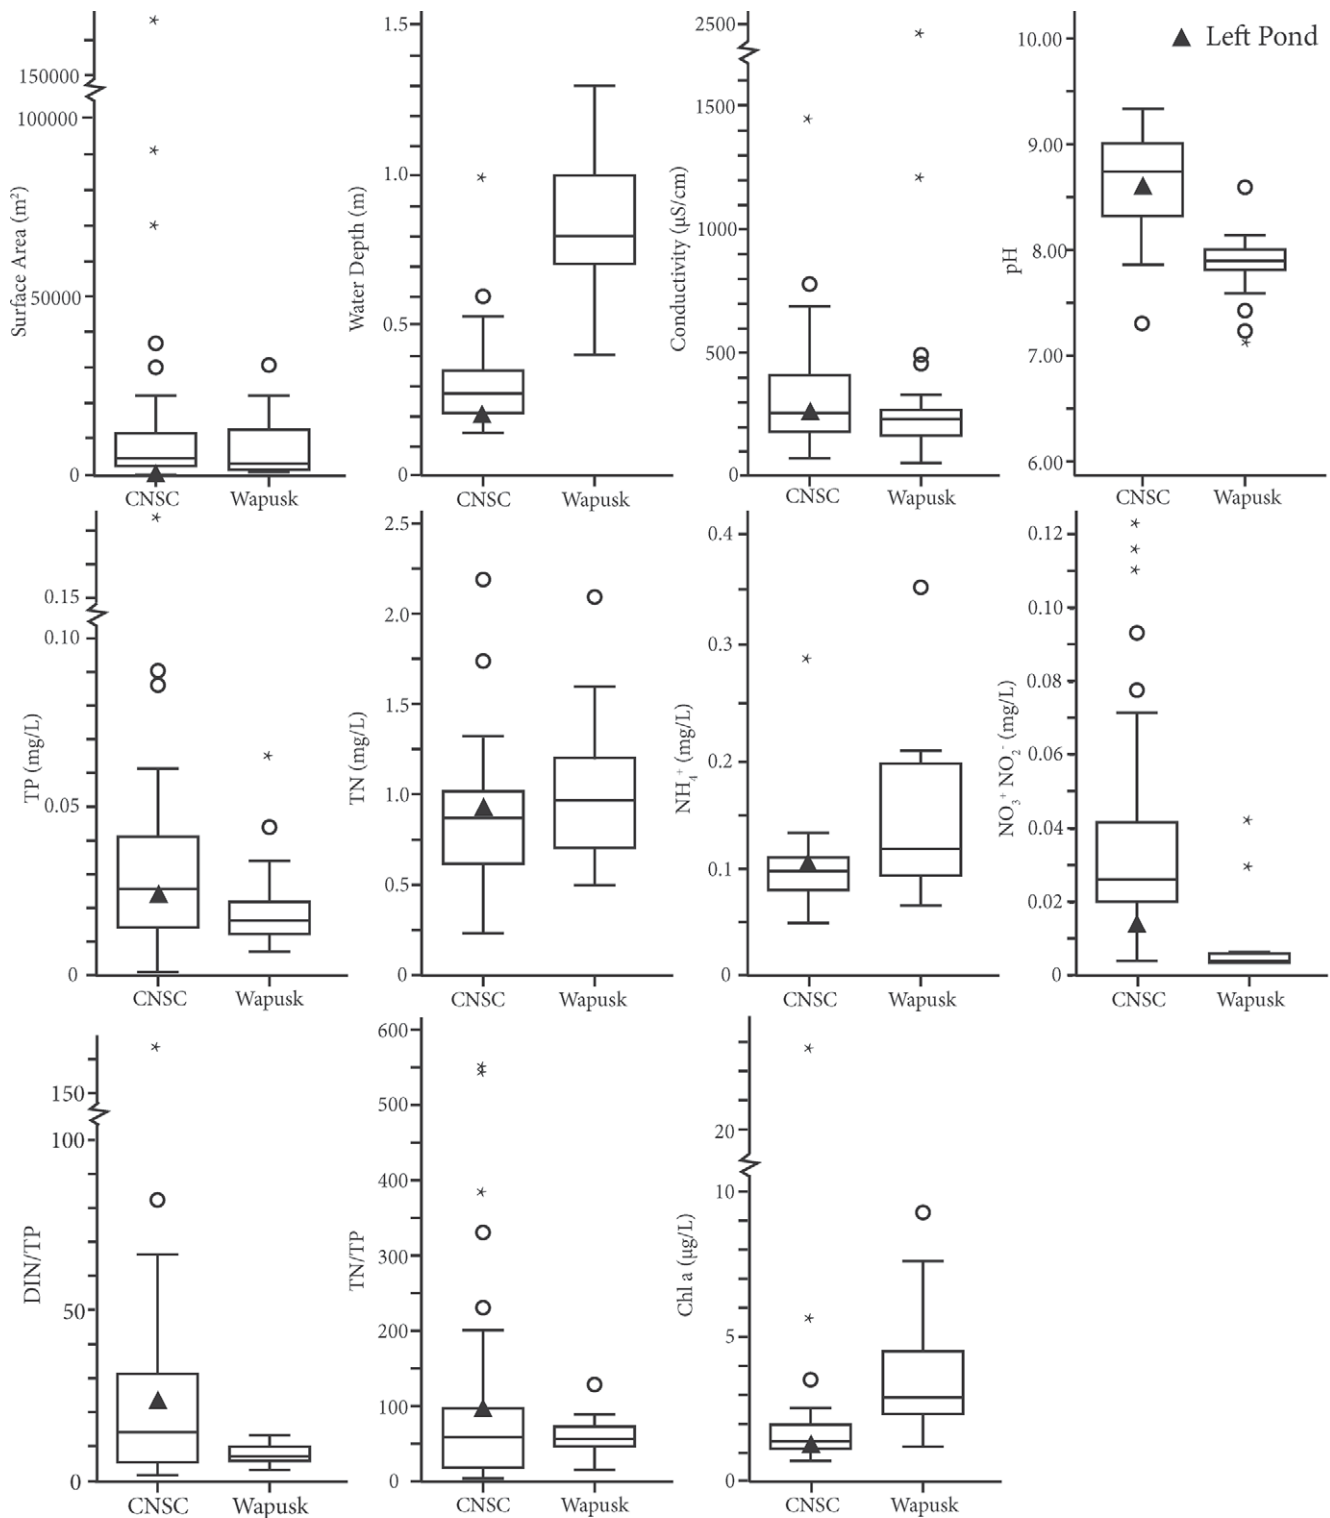 Left Pond
Surface Area (m²)
150000
100000
50000
0
CNSC
Wapusk
Water Depth (m)
1.5
1.0
0.5
0
CNSC
Wapusk
Conductivity (μS/cm)
2500
1500
1000
500
0
CNSC
Wapusk
pH
10.00
9.00
8.00
7.00
6.00
CNSC
Wapusk
TP (mg/L)
0.15
0.10
0.05
0
CNSC
Wapusk
TN (mg/L)
2.5
2.0
1.5
1.0
0.5
0
CNSC
Wapusk
NH₄⁺ (mg/L)
0.4
0.3
0.2
0.1
0
CNSC
Wapusk
NO₃⁺ NO₂⁻ (mg/L)
0.12
0.10
0.08
0.06
0.04
0.02
0
CNSC
Wapusk
DIN/TP
150
100
50
0
CNSC
Wapusk
TN/TP
600
500
400
300
200
100
0
CNSC
Wapusk
Chl a (μg/L)
20
10
5
0
CNSC
Wapusk